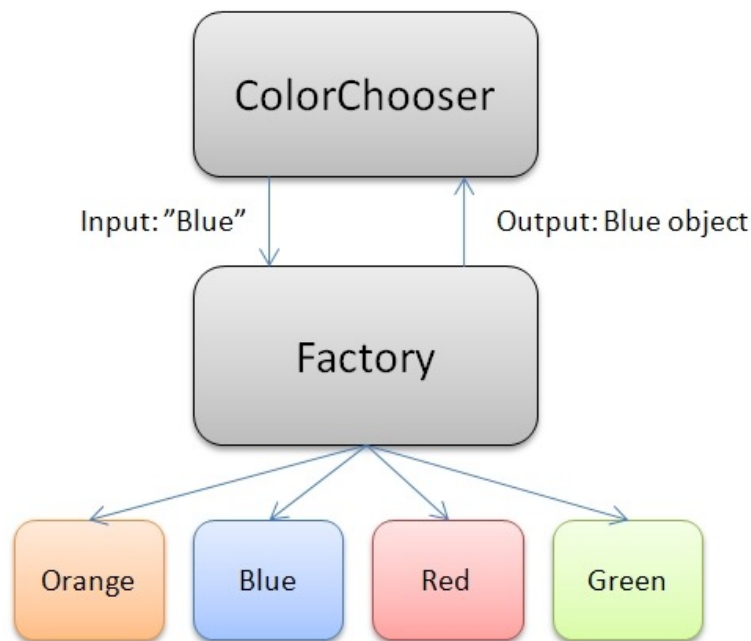 ColorChooser
Input: ”Blue”
Output: Blue object
Factory
Orange
Blue
Red
Green